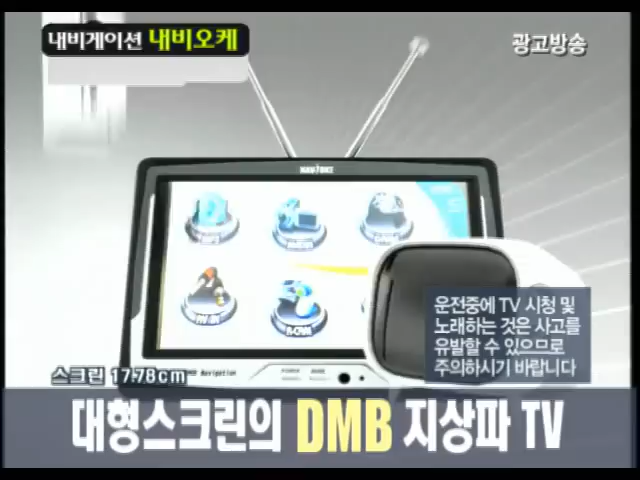 내비게이션 내비오케
광고방송
운전중에 TV 시청 및
노래하는 것은 사고를
유발할 수 있으므로
주의하시기 바랍니다
스크린 17.78cm
Navigation
대형스크린의 DMB 지상파 TV